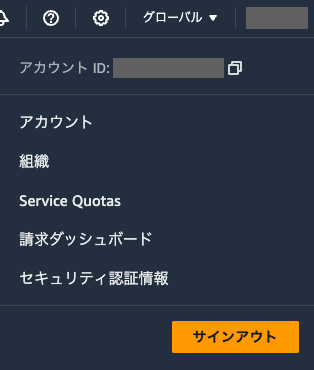 グローバル ▼
アカウント ID:
アカウント
組織
Service Quotas
請求ダッシュボード
セキュリティ認証情報
サインアウト